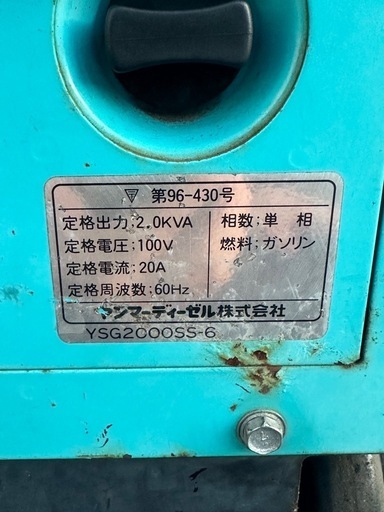 第96-430号
定格出力:2.0KVA 相数:単 相
定格電圧:100V 燃料:ガソリン
定格電流:20A
定格周波数:60Hz
ヤンマーディーゼル株式会社
YSG2000SS-6